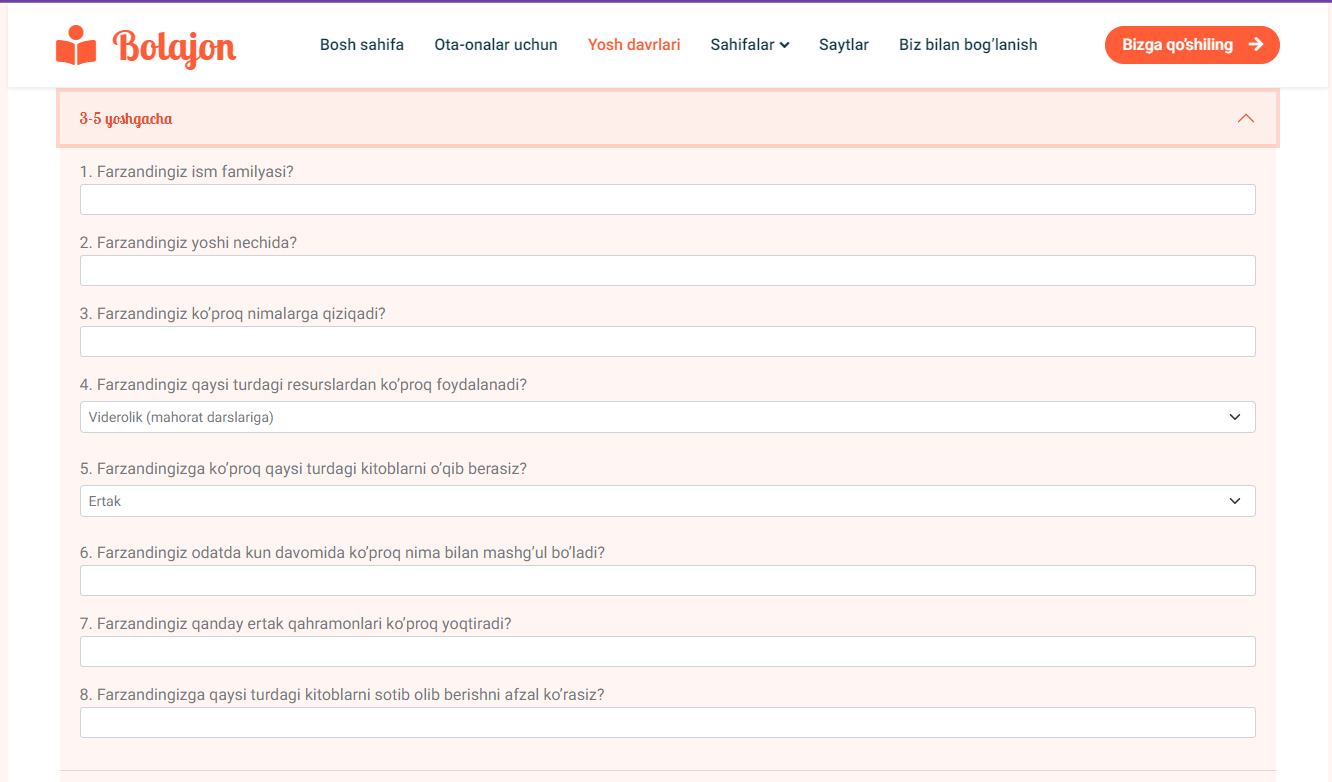 Bolajon
Bosh sahifa
Ota-onalar uchun
Yosh davrlari
Sahifalar
Saytlar
Biz bilan bog’lanish
Bizga qo’shiling
3-5 yoshgacha
1. Farzandingiz ism familyasi?
2. Farzandingiz yoshi nechida?
3. Farzandingiz ko’proq nimalarga qiziqadi?
4. Farzandingiz qaysi turdagi resurslardan ko’proq foydalanadi?
Viderolik (mahorat darslariga)
5. Farzandingizga ko’proq qaysi turdagi kitoblarni o’qib berasiz?
Ertak
6. Farzandingiz odatda kun davomida ko’proq nima bilan mashg’ul bo’ladi?
7. Farzandingiz qanday ertak qahramonlari ko’proq yoqtiradi?
8. Farzandingizga qaysi turdagi kitoblarni sotib olib berishni afzal ko’rasiz?